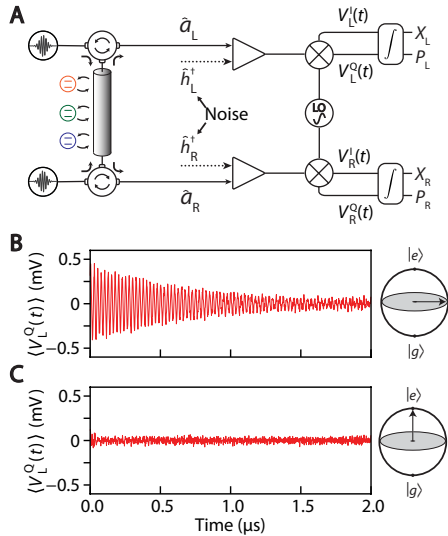 A
â_L
V_L^I(t)
X_L
P_L
∫
V_L^Q(t)
ĥ_L^†
Noise
LO
ĥ_R^†
V_R^I(t)
X_R
P_R
∫
â_R
V_R^Q(t)
B
⟨V_L^Q(t)⟩ (mV)
0.5
0
−0.5
|e⟩
|g⟩
C
⟨V_L^Q(t)⟩ (mV)
0.5
0
−0.5
|e⟩
|g⟩
0.0 0.5 1.0 1.5 2.0
Time (μs)